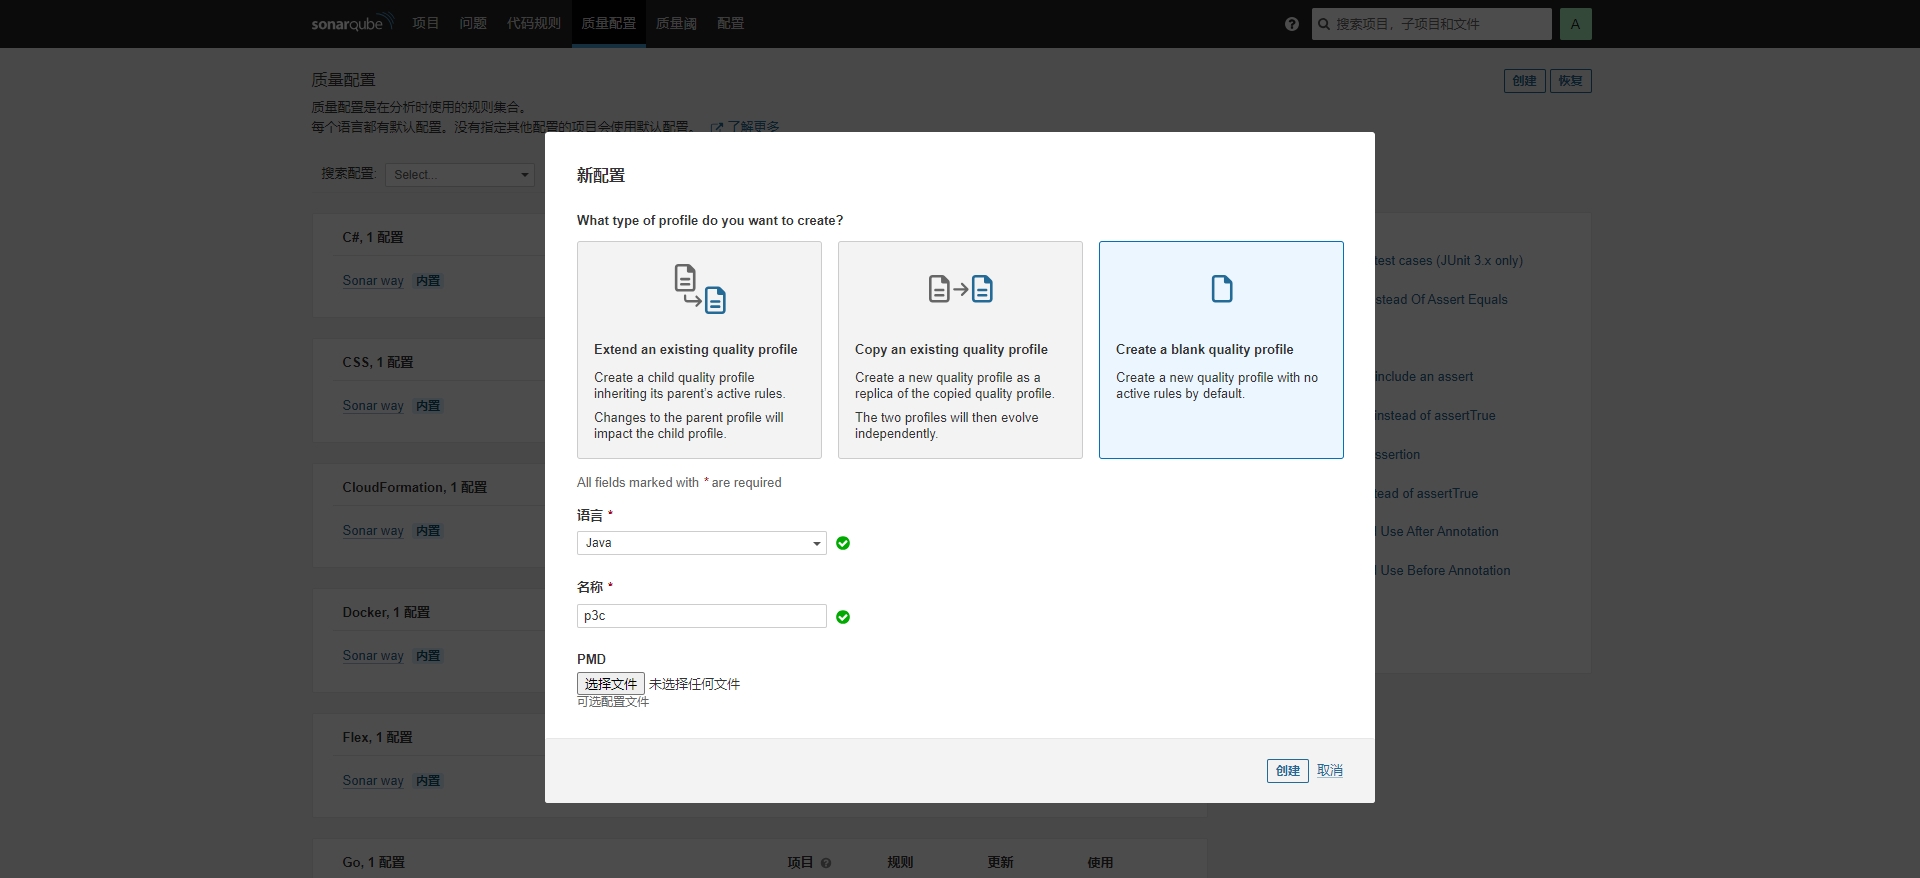 sonarqube 项目 问题 代码规则 质量配置 质量阈 配置
搜索项目，子项目和文件
A
质量配置
创建 恢复
质量配置是在分析时使用的规则集合。
每个语言都有默认配置。没有指定其他配置的项目会使用默认配置。 了解更多
搜索配置: Select...
C#, 1 配置
Sonar way 内置
CSS, 1 配置
Sonar way 内置
CloudFormation, 1 配置
Sonar way 内置
Docker, 1 配置
Sonar way 内置
Flex, 1 配置
Sonar way 内置
Go, 1 配置 项目 规则 更新 使用
新配置
What type of profile do you want to create?
Extend an existing quality profile
Create a child quality profile
inheriting its parent's active rules.
Changes to the parent profile will
impact the child profile.
Copy an existing quality profile
Create a new quality profile as a
replica of the copied quality profile.
The two profiles will then evolve
independently.
Create a blank quality profile
Create a new quality profile with no
active rules by default.
All fields marked with * are required
语言 *
Java
名称 *
p3c
PMD
选择文件 未选择任何文件
可选配置文件
创建 取消
test cases (JUnit 3.x only)
stead Of Assert Equals
include an assert
instead of assertTrue
ssertion
tead of assertTrue
Use After Annotation
Use Before Annotation